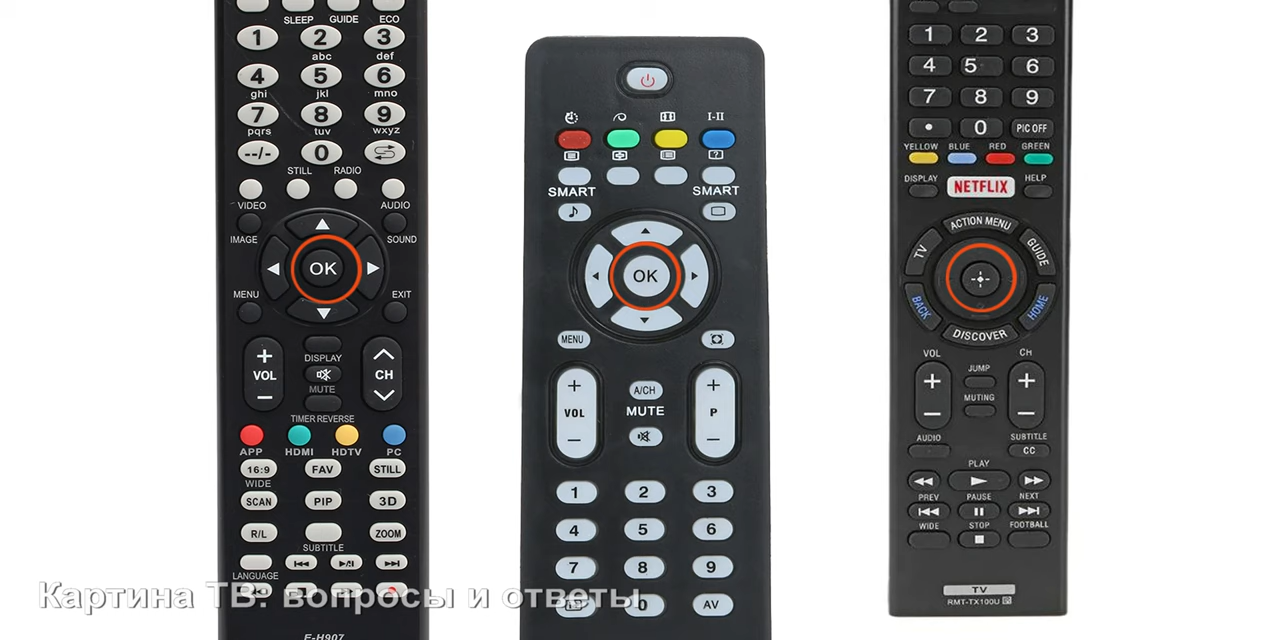 SLEEP GUIDE ECO
1 2 3
abc def
4 5 6
ghi jkl mno
7 8 9
pqrs tuv wxyz
--/- 0
STILL RADIO
VIDEO AUDIO
IMAGE SOUND
OK
MENU EXIT
+ +
VOL DISPLAY CH
− MUTE
TIMER REVERSE
APP HDMI HDTV PC
16:9 FAV STILL
WIDE
SCAN PIP 3D
R/L ZOOM
SUBTITLE
LANGUAGE
E-H907
I-II
SMART SMART
OK
MENU
+ A/CH +
VOL MUTE P
− −
1 2 3
4 5 6
7 8 9
0 AV
1 2 3
4 5 6
7 8 9
• 0 PIC OFF
YELLOW BLUE RED GREEN
DISPLAY NETFLIX HELP
ACTION MENU
TV GUIDE
BACK HOME
DISCOVER
VOL CH
+ JUMP +
− MUTING −
AUDIO SUBTITLE
CC
PLAY
PREV PAUSE NEXT
WIDE STOP FOOTBALL
TV
RMT-TX100U
Картина ТВ: вопросы и ответы